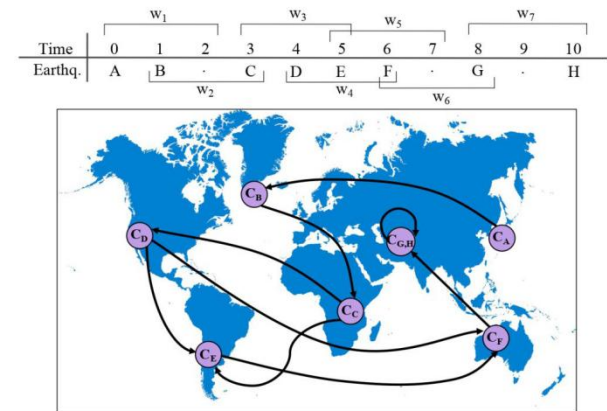 w1 w3 w5 w7
Time 0 1 2 3 4 5 6 7 8 9 10
Earthq. A B . C D E F . G . H
w2 w4 w6
CB
CD
CG,H
CA
CC
CF
CE